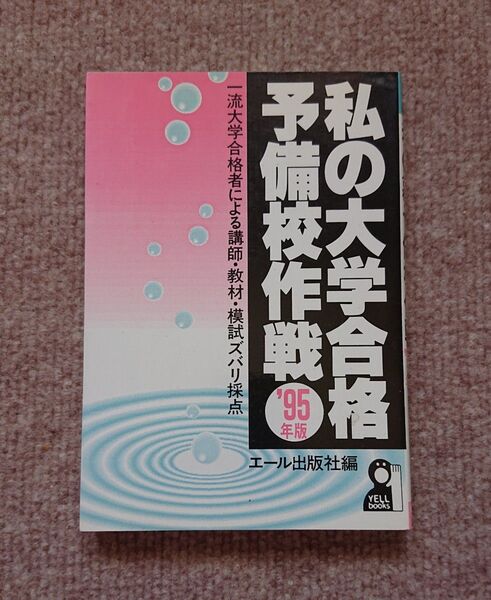 私の大学合格
予備校作戦
'95
年版
一流大学合格者による講師・教材・模試ズバリ採点
エール出版社編
YELL
books